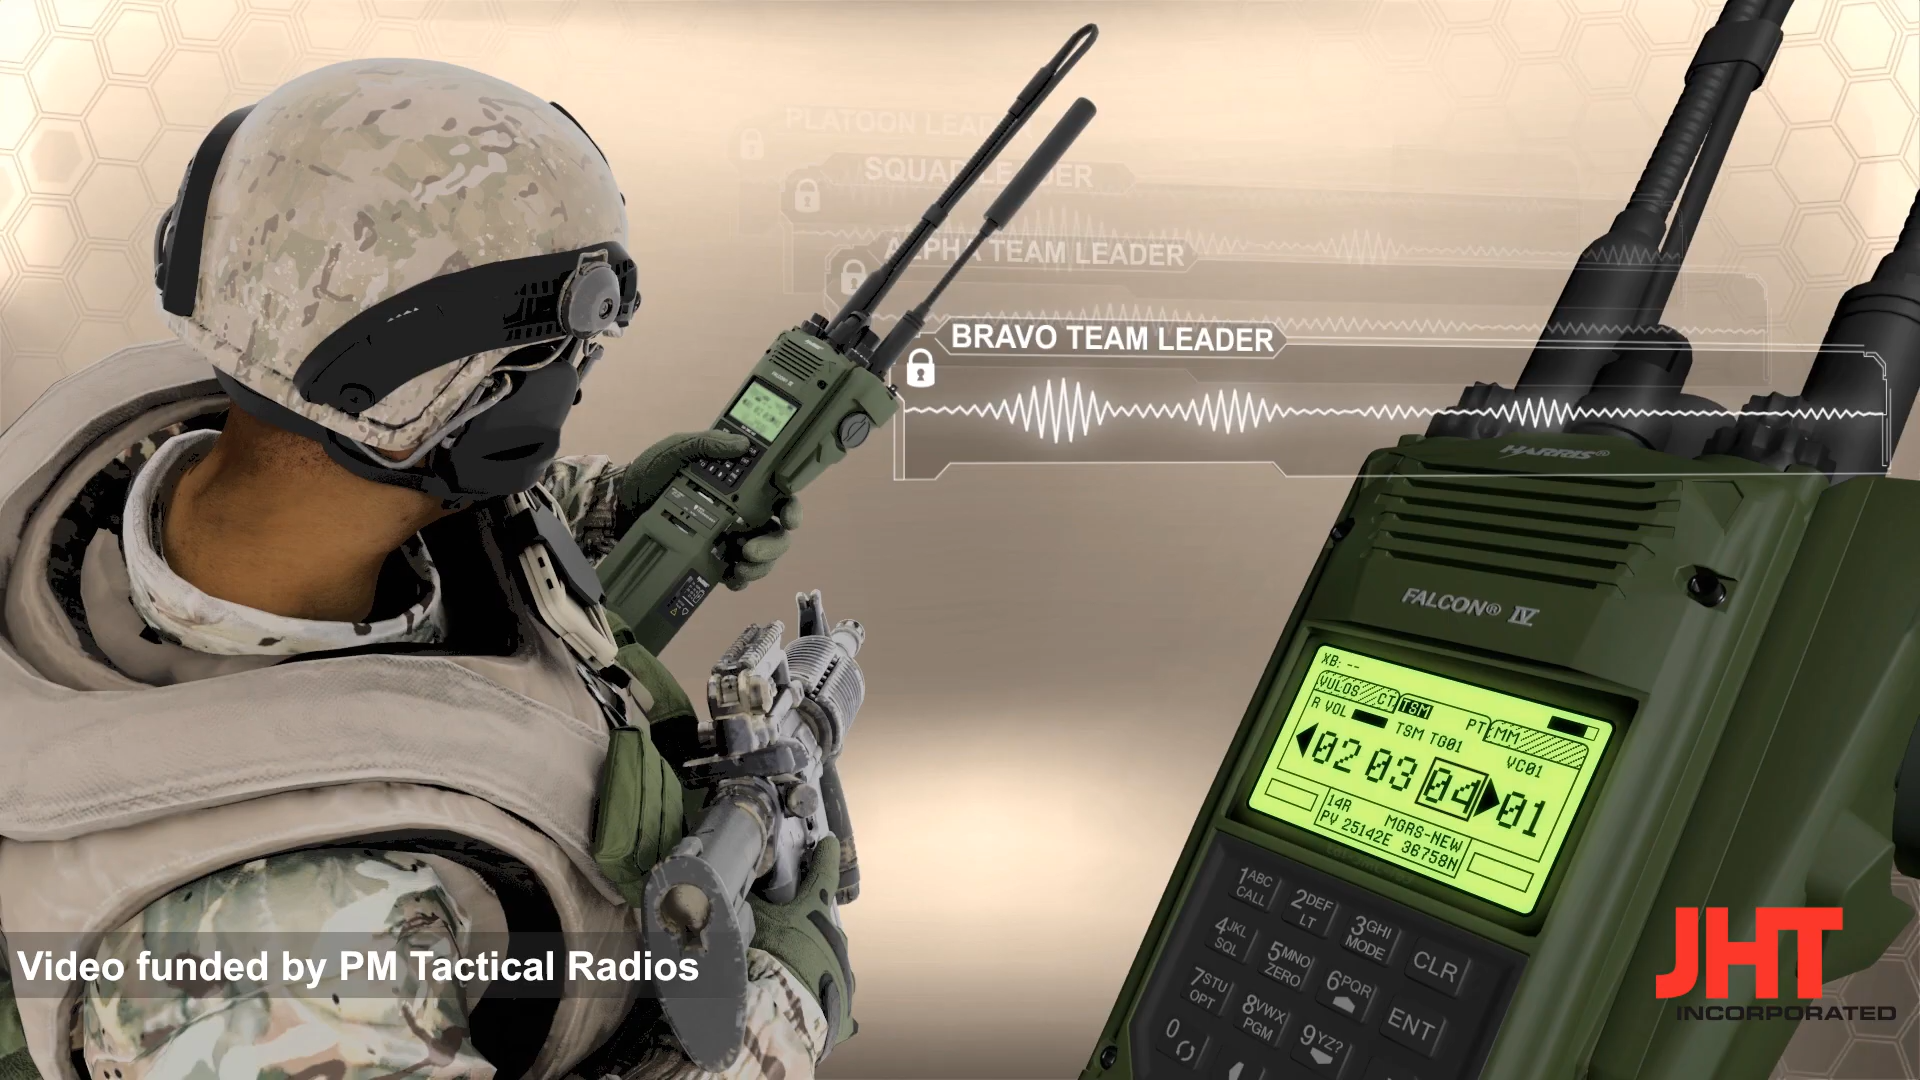 PLATOON LEADER
SQUAD LEADER
ALPHA TEAM LEADER
BRAVO TEAM LEADER
HARRIS®
FALCON® IV
XB: --
VULOS CT TSM PT MM
R VOL
TSM TG01 VC01
02 03 04 01
14R MGRS-NEW
PV 25142E 36758N
1ABC CALL 2DEF LT 3GHI MODE CLR
4JKL SQL 5MNO ZERO 6PQR ENT
7STU OPT 8VWX PGM 9YZ?
0
Video funded by PM Tactical Radios
JHT
INCORPORATED